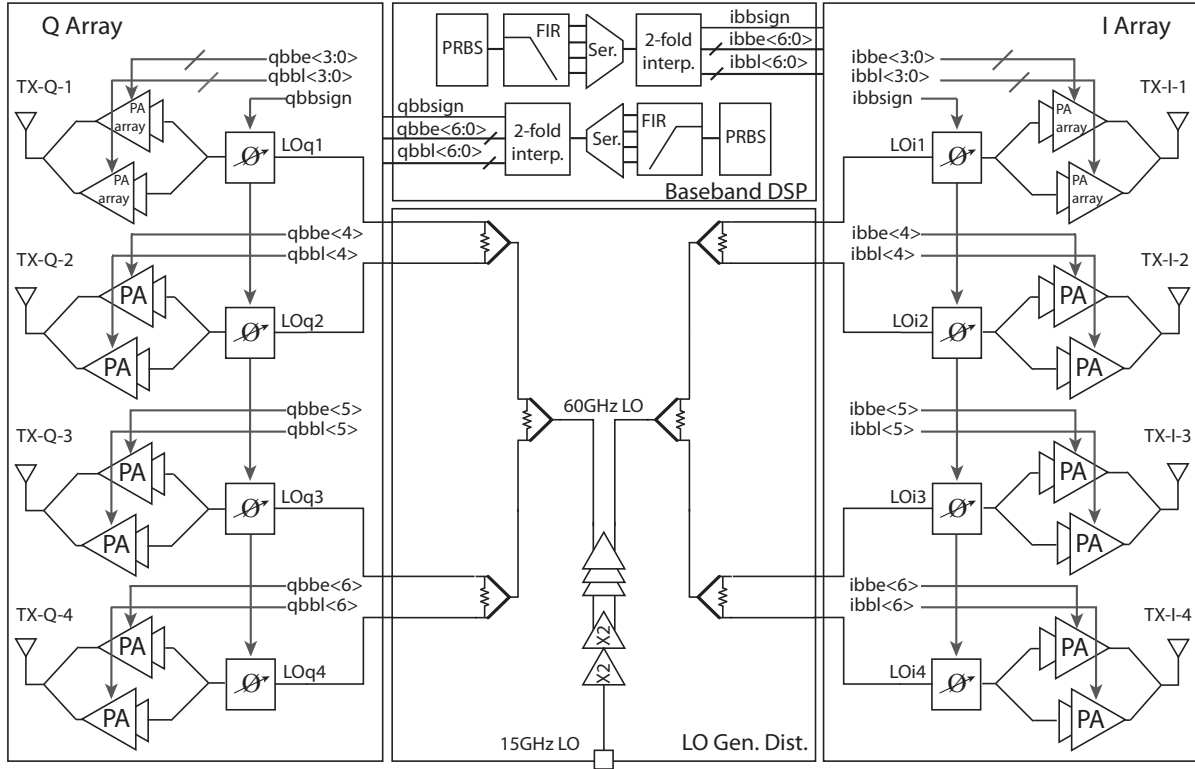 Q Array
qbbe<3:0>
qbbl<3:0>
TX-Q-1
qbbsign
PA array
PA array
Ø
LOq1
qbbe<4>
qbbl<4>
TX-Q-2
PA
PA
Ø
LOq2
qbbe<5>
qbbl<5>
TX-Q-3
PA
PA
Ø
LOq3
qbbe<6>
qbbl<6>
TX-Q-4
PA
PA
Ø
LOq4
PRBS
FIR
Ser.
2-fold interp.
ibbsign
ibbe<6:0>
ibbl<6:0>
qbbsign
qbbe<6:0>
qbbl<6:0>
2-fold interp.
Ser.
FIR
PRBS
Baseband DSP
60GHz LO
X2
X2
15GHz LO
LO Gen. Dist.
I Array
ibbe<3:0>
ibbl<3:0>
ibbsign
TX-I-1
PA array
PA array
Ø
LOi1
ibbe<4>
ibbl<4>
TX-I-2
PA
PA
Ø
LOi2
ibbe<5>
ibbl<5>
TX-I-3
PA
PA
Ø
LOi3
ibbe<6>
ibbl<6>
TX-I-4
PA
PA
Ø
LOi4